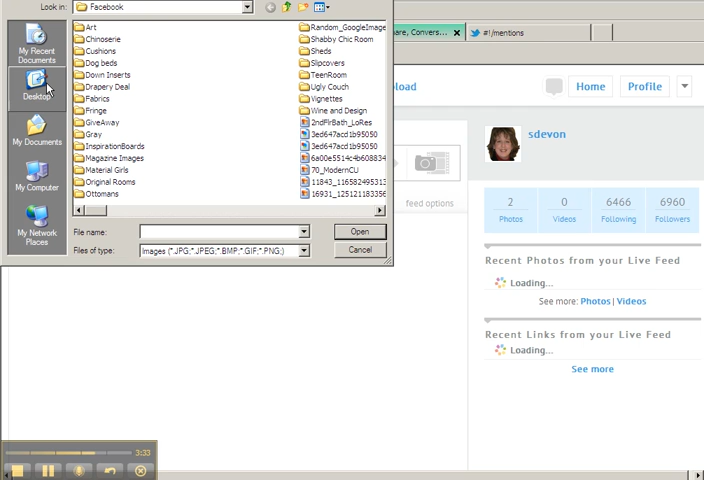 Look in: Facebook
My Recent Documents
Desktop
My Documents
My Computer
My Network Places
Art
Chinoserie
Cushions
Dog beds
Down Inserts
Drapery Deal
Fabrics
Fringe
GiveAway
Gray
InspirationBoards
Magazine Images
Material Girls
Original Rooms
Ottomans
Random_GoogleImage
Shabby Chic Room
Sheds
Slipcovers
TeenRoom
Ugly Couch
Vignettes
Wine and Design
2ndFlrBath_LoRes
3ed647acd1b95050
3ed647acd1b95050
6a00e5514c4b608834
70_ModernCU
11843_116582495313
16931_125121183356
File name:
Open
Files of type: Images (*.JPG;*.JPEG;*.BMP;*.GIF;*.PNG;)
Cancel
are, Convers...
#!/mentions
load
Home
Profile
sdevon
feed options
2 0 6466 6960
Photos Videos Following Followers
Recent Photos from your Live Feed
Loading...
See more: Photos | Videos
Recent Links from your Live Feed
Loading...
See more
3:33